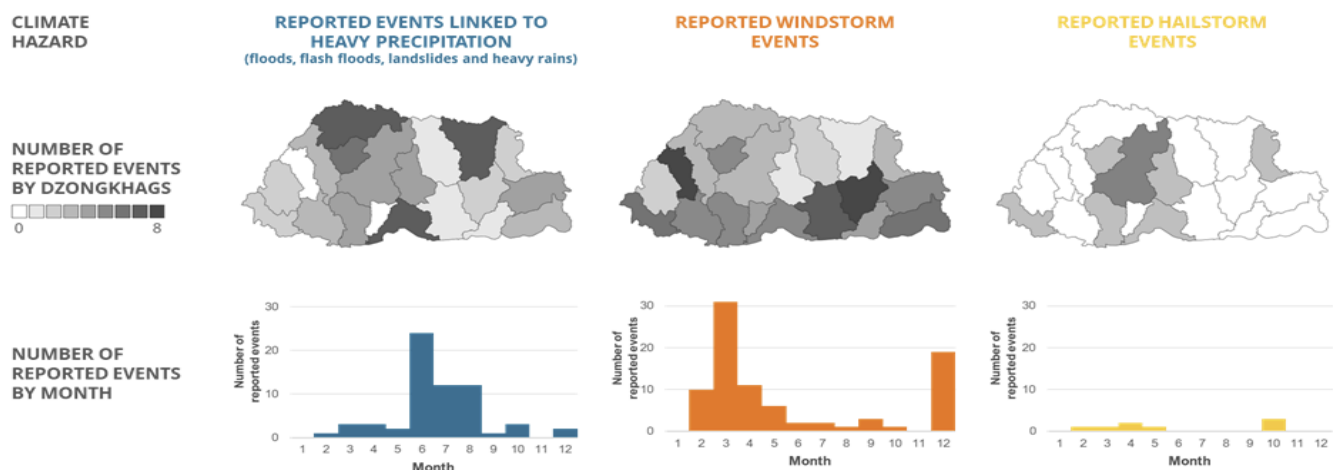 CLIMATE
HAZARD
REPORTED EVENTS LINKED TO
HEAVY PRECIPITATION
(floods, flash floods, landslides and heavy rains)
REPORTED WINDSTORM
EVENTS
REPORTED HAILSTORM
EVENTS
NUMBER OF
REPORTED EVENTS
BY DZONGKHAGS
0 8
NUMBER OF
REPORTED EVENTS
BY MONTH
Number of
reported events
30
20
10
0
1 2 3 4 5 6 7 8 9 10 11 12
Month
Number of
reported events
30
20
10
0
1 2 3 4 5 6 7 8 9 10 11 12
Month
Number of
reported events
30
20
10
0
1 2 3 4 5 6 7 8 9 10 11 12
Month